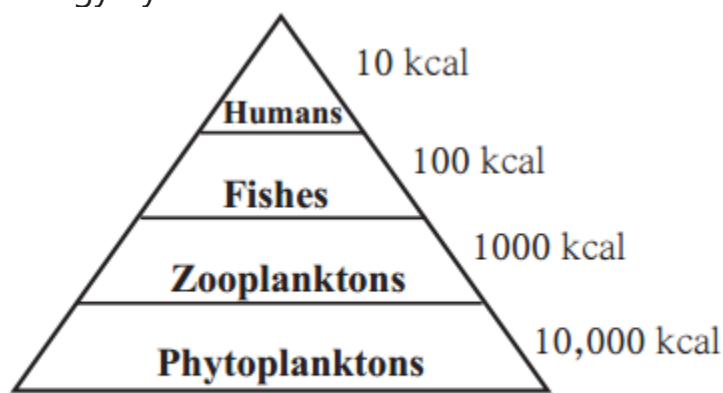 10 kcal
Humans
100 kcal
Fishes
1000 kcal
Zooplanktons
10,000 kcal
Phytoplanktons